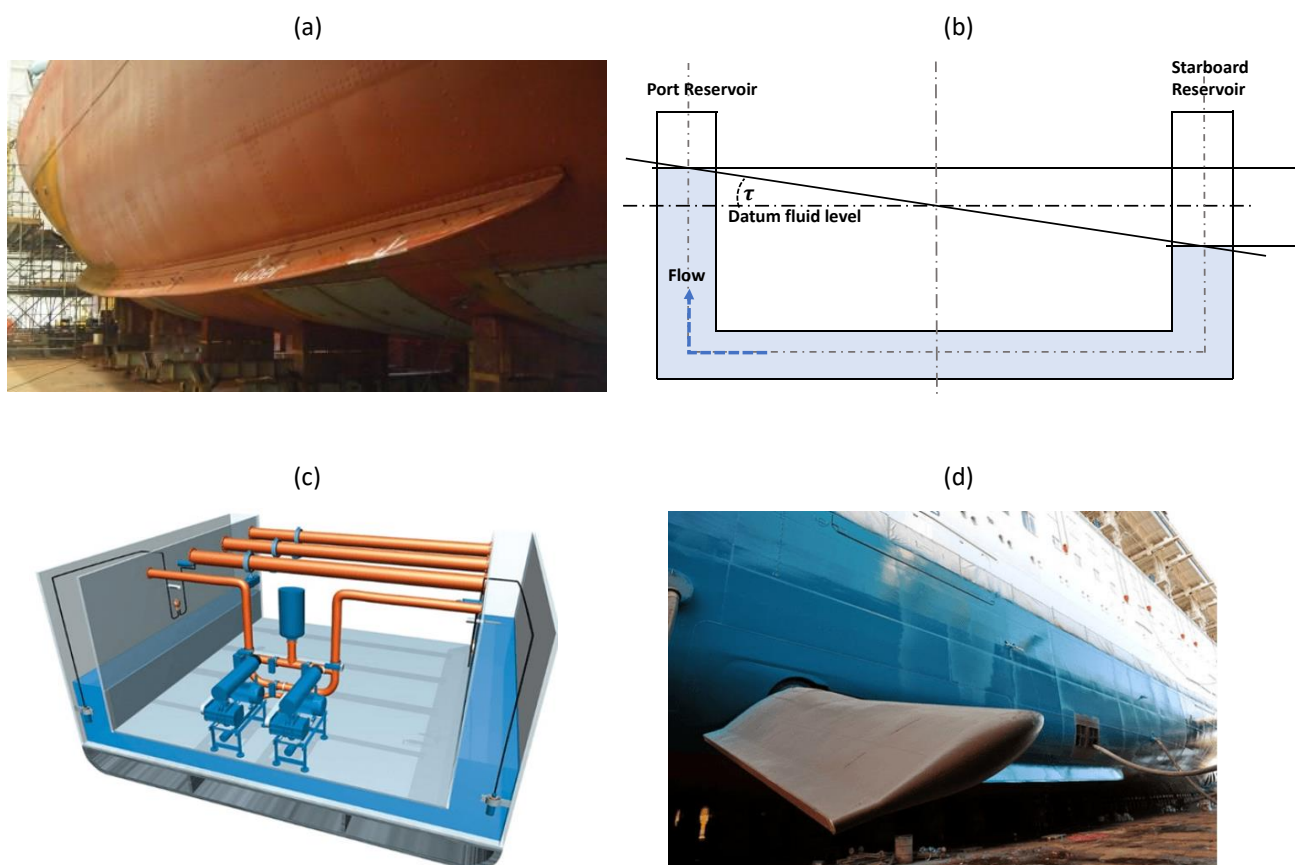 (a)
(b)
Port Reservoir
Starboard
Reservoir
τ
Datum fluid level
Flow
(c)
(d)